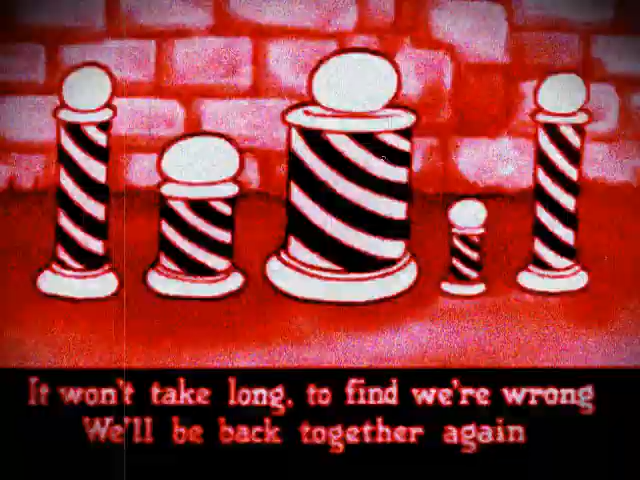 It won't take long, to find we're wrong
We'll be back together again